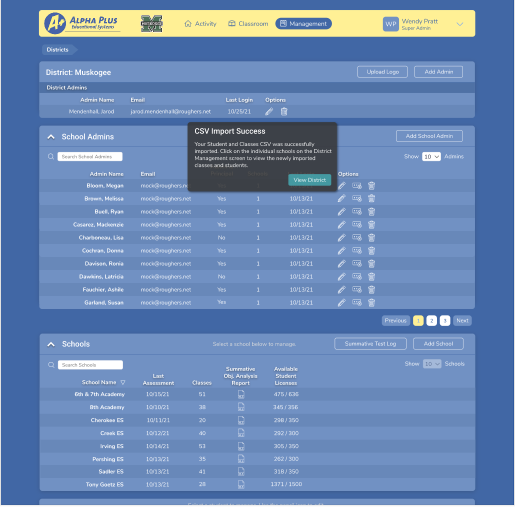 ALPHA PLUS
Educational Systems
Activity
Classroom
Management
WP
Wendy Pratt
Super Admin
Districts
District: Muskogee
Upload Logo
Add Admin
District Admins
Admin Name Email Last Login Options
Mendenhall, Jarod jarod.mendenhall@roughers.net 10/25/21
School Admins
Add School Admin
Search School Admins
Show 10 Admins
CSV Import Success
Your Student and Classes CSV was successfully
imported. Click on the individual schools on the District
Management screen to view the newly imported
classes and students.
View District
Admin Name Email Options
Bloom, Megan mock@roughers.net Yes 1 10/13/21
Brown, Melissa mock@roughers.net Yes 1 10/13/21
Buell, Ryan mock@roughers.net Yes 1 10/13/21
Casarez, Mackenzie mock@roughers.net Yes 1 10/13/21
Charboneau, Lisa mock@roughers.net No 1 10/13/21
Cochran, Donna mock@roughers.net Yes 1 10/13/21
Davison, Ronia mock@roughers.net Yes 1 10/13/21
Dawkins, Latricia mock@roughers.net No 1 10/13/21
Fauchier, Ashile mock@roughers.net Yes 1 10/13/21
Garland, Susan mock@roughers.net Yes 1 10/13/21
Previous 1 2 3 Next
Schools
Select a school below to manage.
Summative Test Log
Add School
Search Schools
Show 10 Schools
School Name Last Assessment Classes Summative Obj. Analysis Report Available Student Licenses
6th & 7th Academy 10/15/21 51 475 / 636
8th Academy 10/10/21 38 345 / 356
Cherokee ES 10/11/21 39 298 / 350
Creek ES 10/12/21 40 292 / 300
Irving ES 10/14/21 53 305 / 350
Pershing ES 10/13/21 35 262 / 300
Sadler ES 10/13/21 41 318 / 350
Tony Goetz ES 10/13/21 28 1371 / 1500